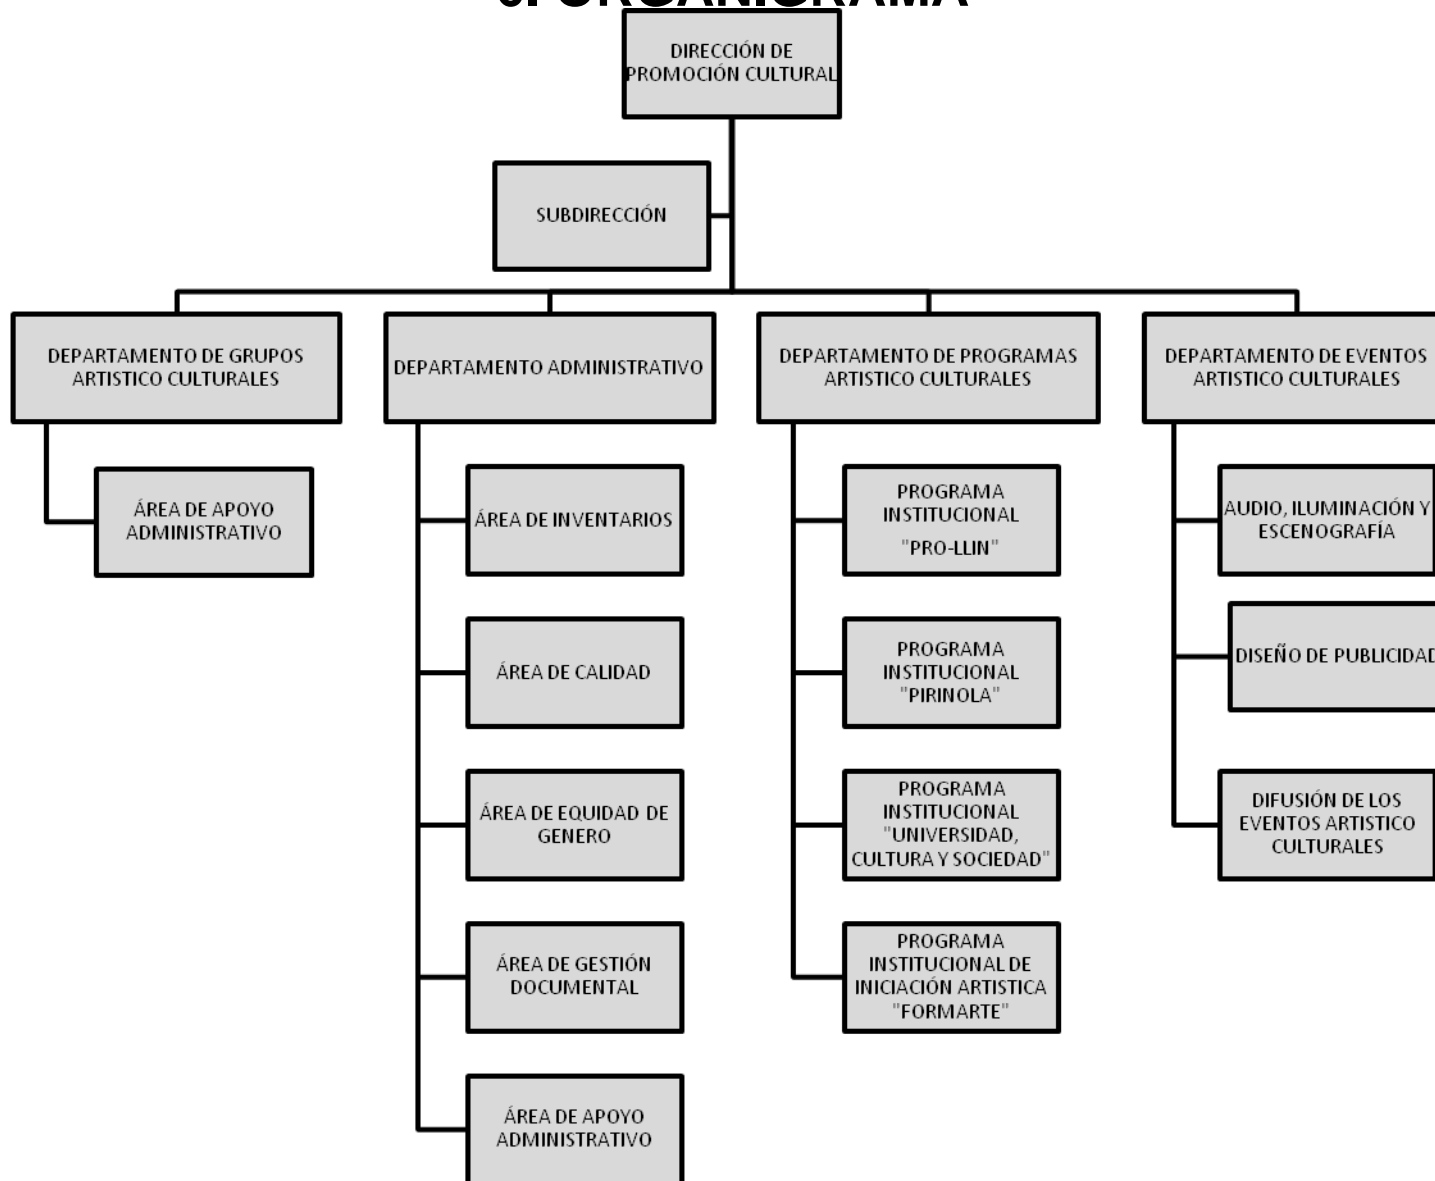 ORGANIGRAMA
DIRECCIÓN DE
PROMOCIÓN CULTURAL
SUBDIRECCIÓN
DEPARTAMENTO DE GRUPOS
ARTISTICO CULTURALES
DEPARTAMENTO ADMINISTRATIVO
DEPARTAMENTO DE PROGRAMAS
ARTISTICO CULTURALES
DEPARTAMENTO DE EVENTOS
ARTISTICO CULTURALES
ÁREA DE APOYO
ADMINISTRATIVO
ÁREA DE INVENTARIOS
ÁREA DE CALIDAD
ÁREA DE EQUIDAD DE
GENERO
ÁREA DE GESTIÓN
DOCUMENTAL
ÁREA DE APOYO
ADMINISTRATIVO
PROGRAMA
INSTITUCIONAL
"PRO-LLIN"
PROGRAMA
INSTITUCIONAL
"PIRINOLA"
PROGRAMA
INSTITUCIONAL
"UNIVERSIDAD,
CULTURA Y SOCIEDAD"
PROGRAMA
INSTITUCIONAL DE
INICIACIÓN ARTISTICA
"FORMARTE"
AUDIO, ILUMINACIÓN Y
ESCENOGRAFÍA
DISEÑO DE PUBLICIDAD
DIFUSIÓN DE LOS
EVENTOS ARTISTICO
CULTURALES